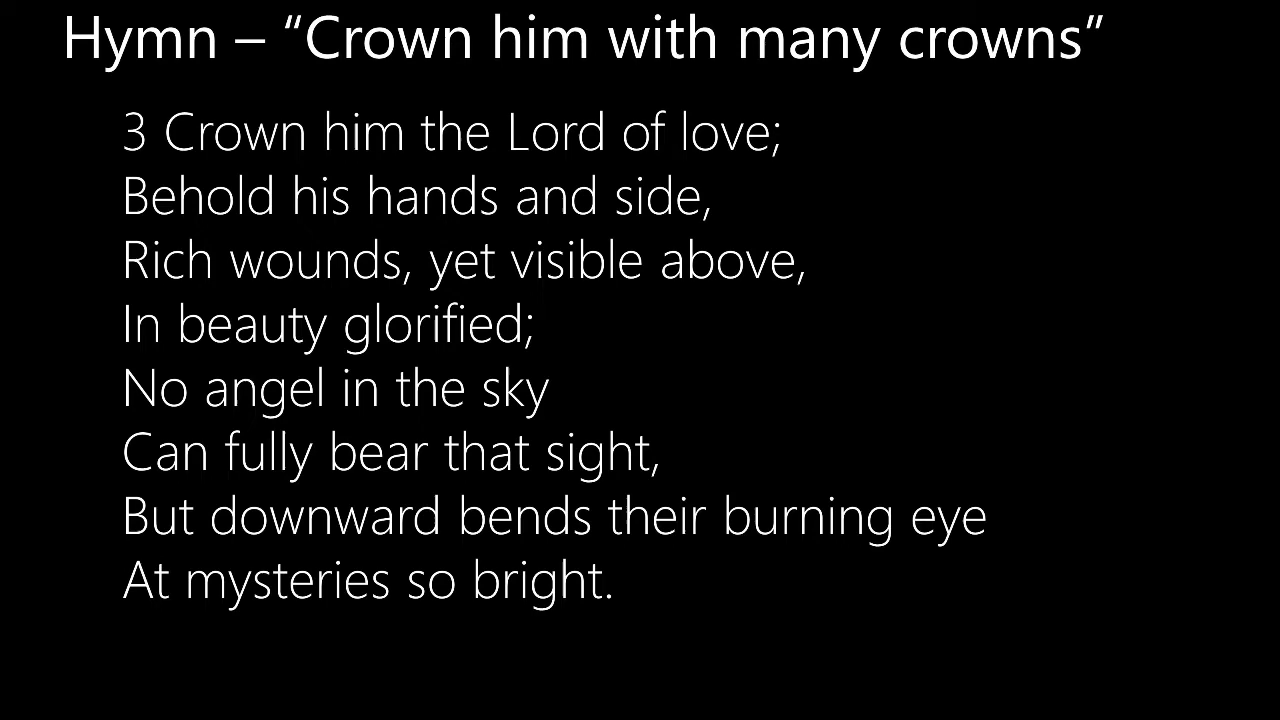 Hymn – “Crown him with many crowns”
3 Crown him the Lord of love;
Behold his hands and side,
Rich wounds, yet visible above,
In beauty glorified;
No angel in the sky
Can fully bear that sight,
But downward bends their burning eye
At mysteries so bright.